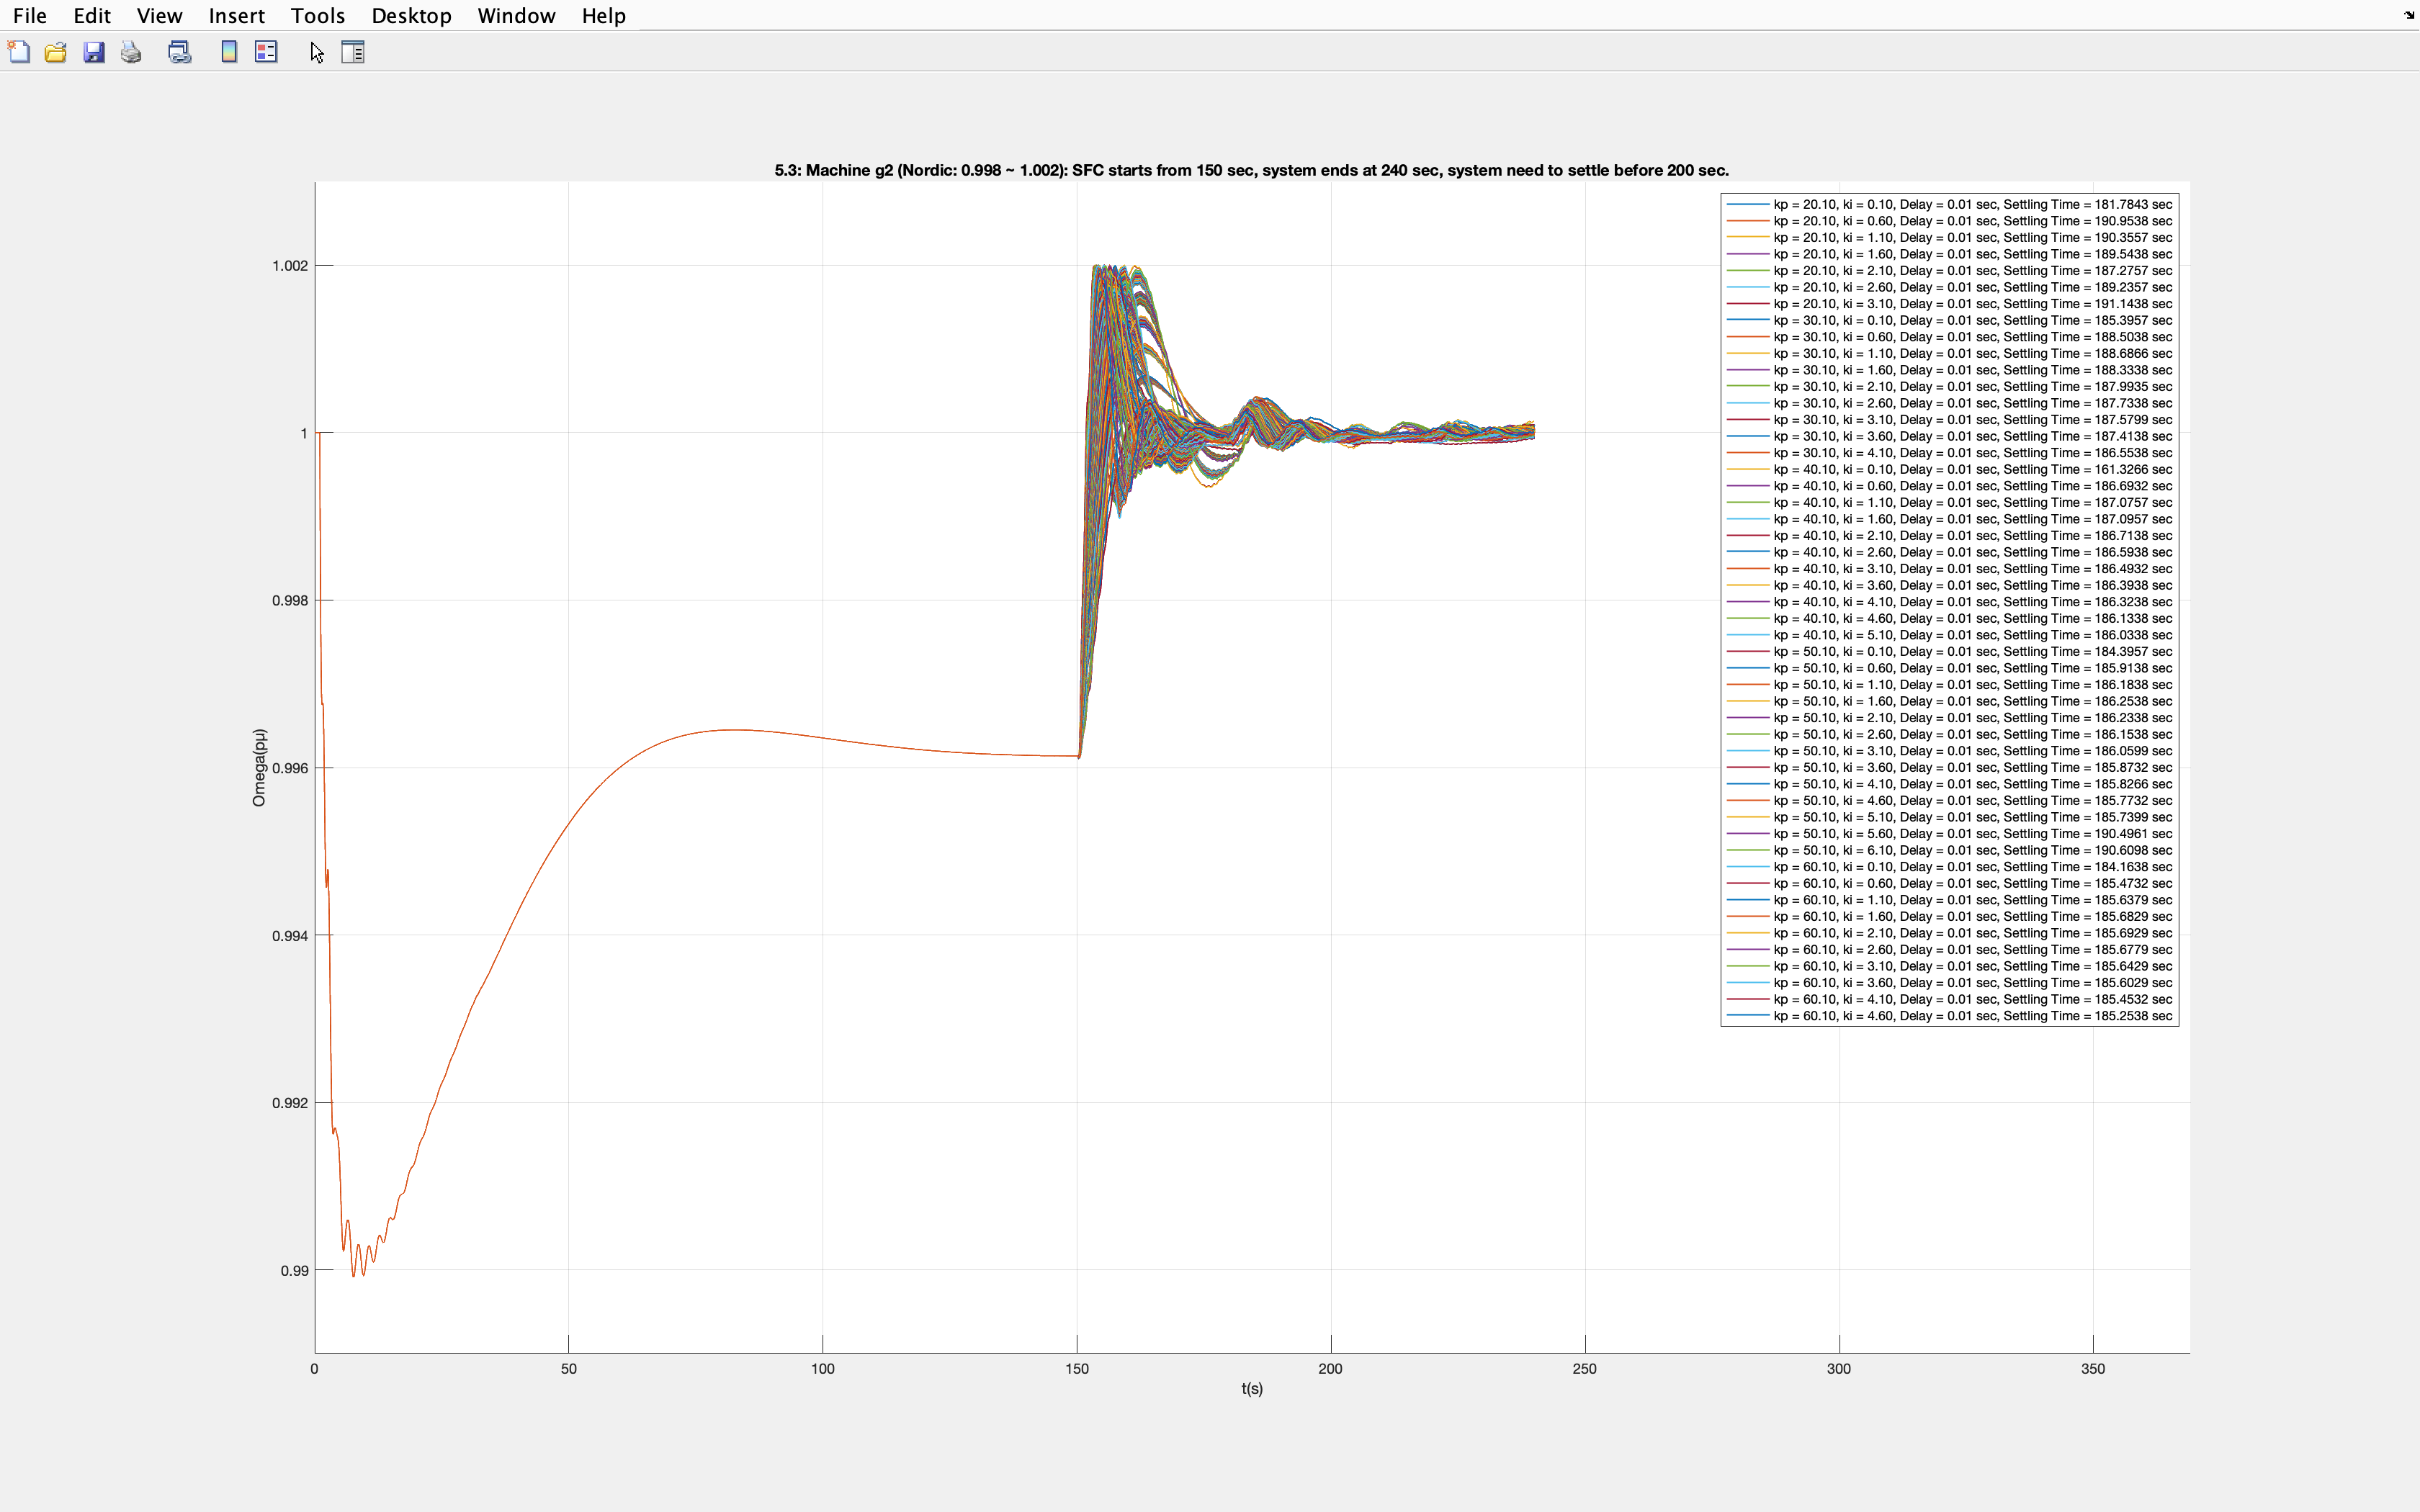 File Edit View Insert Tools Desktop Window Help
5.3: Machine g2 (Nordic: 0.998 ~ 1.002): SFC starts from 150 sec, system ends at 240 sec, system need to settle before 200 sec.
kp = 20.10, ki = 0.10, Delay = 0.01 sec, Settling Time = 181.7843 sec
kp = 20.10, ki = 0.60, Delay = 0.01 sec, Settling Time = 190.9538 sec
kp = 20.10, ki = 1.10, Delay = 0.01 sec, Settling Time = 190.3557 sec
kp = 20.10, ki = 1.60, Delay = 0.01 sec, Settling Time = 189.5438 sec
kp = 20.10, ki = 2.10, Delay = 0.01 sec, Settling Time = 187.2757 sec
kp = 20.10, ki = 2.60, Delay = 0.01 sec, Settling Time = 189.2357 sec
kp = 20.10, ki = 3.10, Delay = 0.01 sec, Settling Time = 191.1438 sec
kp = 30.10, ki = 0.10, Delay = 0.01 sec, Settling Time = 185.3957 sec
kp = 30.10, ki = 0.60, Delay = 0.01 sec, Settling Time = 188.5038 sec
kp = 30.10, ki = 1.10, Delay = 0.01 sec, Settling Time = 188.6866 sec
kp = 30.10, ki = 1.60, Delay = 0.01 sec, Settling Time = 188.3338 sec
kp = 30.10, ki = 2.10, Delay = 0.01 sec, Settling Time = 187.9935 sec
kp = 30.10, ki = 2.60, Delay = 0.01 sec, Settling Time = 187.7338 sec
kp = 30.10, ki = 3.10, Delay = 0.01 sec, Settling Time = 187.5799 sec
kp = 30.10, ki = 3.60, Delay = 0.01 sec, Settling Time = 187.4138 sec
kp = 30.10, ki = 4.10, Delay = 0.01 sec, Settling Time = 186.5538 sec
kp = 40.10, ki = 0.10, Delay = 0.01 sec, Settling Time = 161.3266 sec
kp = 40.10, ki = 0.60, Delay = 0.01 sec, Settling Time = 186.6932 sec
kp = 40.10, ki = 1.10, Delay = 0.01 sec, Settling Time = 187.0757 sec
kp = 40.10, ki = 1.60, Delay = 0.01 sec, Settling Time = 187.0957 sec
kp = 40.10, ki = 2.10, Delay = 0.01 sec, Settling Time = 186.7138 sec
kp = 40.10, ki = 2.60, Delay = 0.01 sec, Settling Time = 186.5938 sec
kp = 40.10, ki = 3.10, Delay = 0.01 sec, Settling Time = 186.4932 sec
kp = 40.10, ki = 3.60, Delay = 0.01 sec, Settling Time = 186.3938 sec
kp = 40.10, ki = 4.10, Delay = 0.01 sec, Settling Time = 186.3238 sec
kp = 40.10, ki = 4.60, Delay = 0.01 sec, Settling Time = 186.1338 sec
kp = 40.10, ki = 5.10, Delay = 0.01 sec, Settling Time = 186.0338 sec
kp = 50.10, ki = 0.10, Delay = 0.01 sec, Settling Time = 184.3957 sec
kp = 50.10, ki = 0.60, Delay = 0.01 sec, Settling Time = 185.9138 sec
kp = 50.10, ki = 1.10, Delay = 0.01 sec, Settling Time = 186.1838 sec
kp = 50.10, ki = 1.60, Delay = 0.01 sec, Settling Time = 186.2538 sec
kp = 50.10, ki = 2.10, Delay = 0.01 sec, Settling Time = 186.2338 sec
kp = 50.10, ki = 2.60, Delay = 0.01 sec, Settling Time = 186.1538 sec
kp = 50.10, ki = 3.10, Delay = 0.01 sec, Settling Time = 186.0599 sec
kp = 50.10, ki = 3.60, Delay = 0.01 sec, Settling Time = 185.8732 sec
kp = 50.10, ki = 4.10, Delay = 0.01 sec, Settling Time = 185.8266 sec
kp = 50.10, ki = 4.60, Delay = 0.01 sec, Settling Time = 185.7732 sec
kp = 50.10, ki = 5.10, Delay = 0.01 sec, Settling Time = 185.7399 sec
kp = 50.10, ki = 5.60, Delay = 0.01 sec, Settling Time = 190.4961 sec
kp = 50.10, ki = 6.10, Delay = 0.01 sec, Settling Time = 190.6098 sec
kp = 60.10, ki = 0.10, Delay = 0.01 sec, Settling Time = 184.1638 sec
kp = 60.10, ki = 0.60, Delay = 0.01 sec, Settling Time = 185.4732 sec
kp = 60.10, ki = 1.10, Delay = 0.01 sec, Settling Time = 185.6379 sec
kp = 60.10, ki = 1.60, Delay = 0.01 sec, Settling Time = 185.6829 sec
kp = 60.10, ki = 2.10, Delay = 0.01 sec, Settling Time = 185.6929 sec
kp = 60.10, ki = 2.60, Delay = 0.01 sec, Settling Time = 185.6779 sec
kp = 60.10, ki = 3.10, Delay = 0.01 sec, Settling Time = 185.6429 sec
kp = 60.10, ki = 3.60, Delay = 0.01 sec, Settling Time = 185.6029 sec
kp = 60.10, ki = 4.10, Delay = 0.01 sec, Settling Time = 185.4532 sec
kp = 60.10, ki = 4.60, Delay = 0.01 sec, Settling Time = 185.2538 sec
1.002
1
0.998
0.996
0.994
0.992
0.99
Omega(pμ)
0 50 100 150 200 250 300 350
t(s)